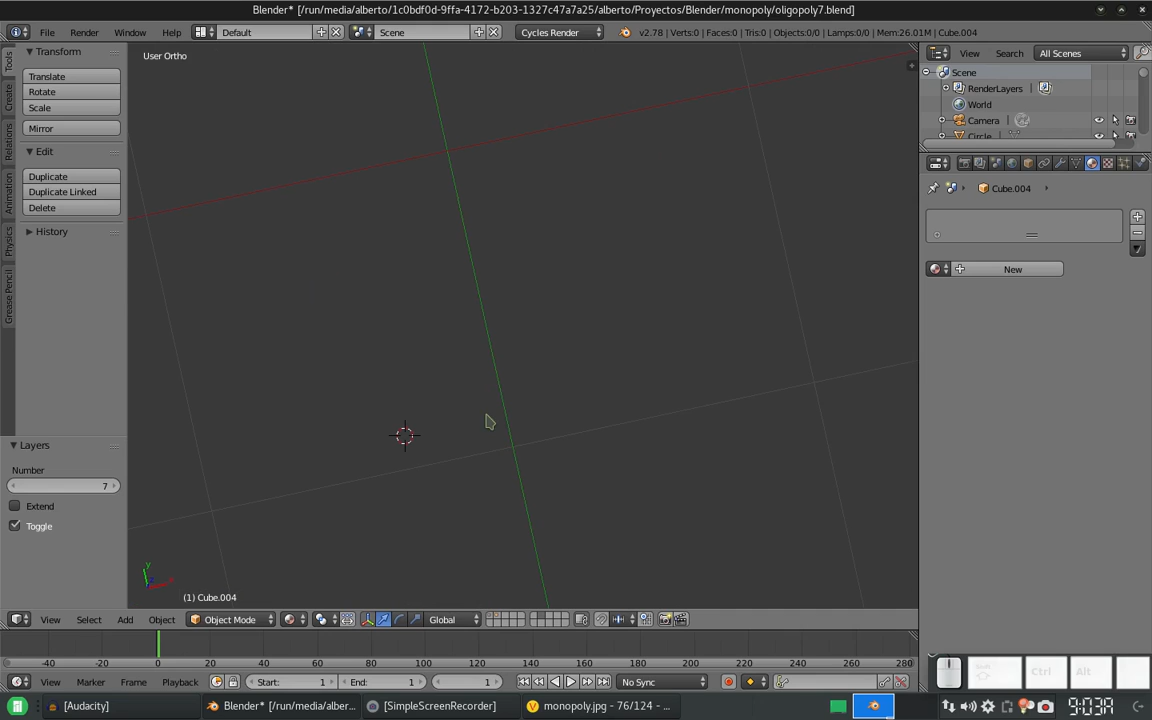 Blender* [/run/media/alberto/1c0bdf0d-9ffa-4172-b203-1327c47a7a25/alberto/Proyectos/Blender/monopoly/oligopoly7.blend]
File Render Window Help Default Scene Cycles Render v2.78 | Verts:0 | Faces:0 | Tris:0 | Objects:0/0 | Lamps:0/0 | Mem:26.01M | Cube.004
View Search All Scenes
Tools
Create
Relations
Animation
Physics
Grease Pencil
Transform
Translate
Rotate
Scale
Mirror
Edit
Duplicate
Duplicate Linked
Delete
History
Layers
Number
7
Extend
Toggle
User Ortho
y
(1) Cube.004
Scene
RenderLayers
World
Camera
Circle
Cube.004
New
View Select Add Object Object Mode Global
-40 -20 0 20 40 60 80 100 120 140 160 180 200 220 240 260 280
View Marker Frame Playback Start: 1 End: 1 1 No Sync
Ctrl Alt
[Audacity] Blender* [/run/media/alber... [SimpleScreenRecorder] monopoly.jpg - 76/124 - ... 9:03A